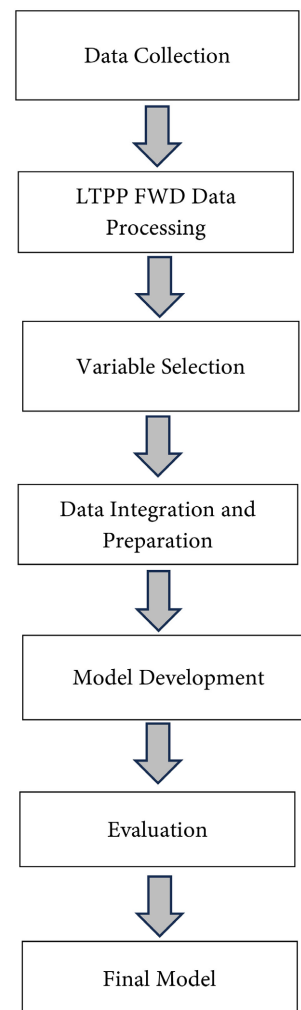 Data Collection
LTPP FWD Data
Processing
Variable Selection
Data Integration and
Preparation
Model Development
Evaluation
Final Model